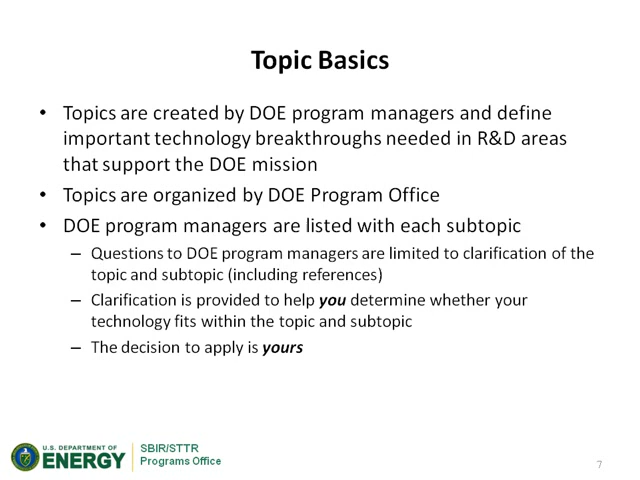 Topic Basics
• Topics are created by DOE program managers and define
important technology breakthroughs needed in R&D areas
that support the DOE mission
• Topics are organized by DOE Program Office
• DOE program managers are listed with each subtopic
– Questions to DOE program managers are limited to clarification of the
topic and subtopic (including references)
– Clarification is provided to help you determine whether your
technology fits within the topic and subtopic
– The decision to apply is yours
U.S. DEPARTMENT OF
ENERGY
SBIR/STTR
Programs Office
7